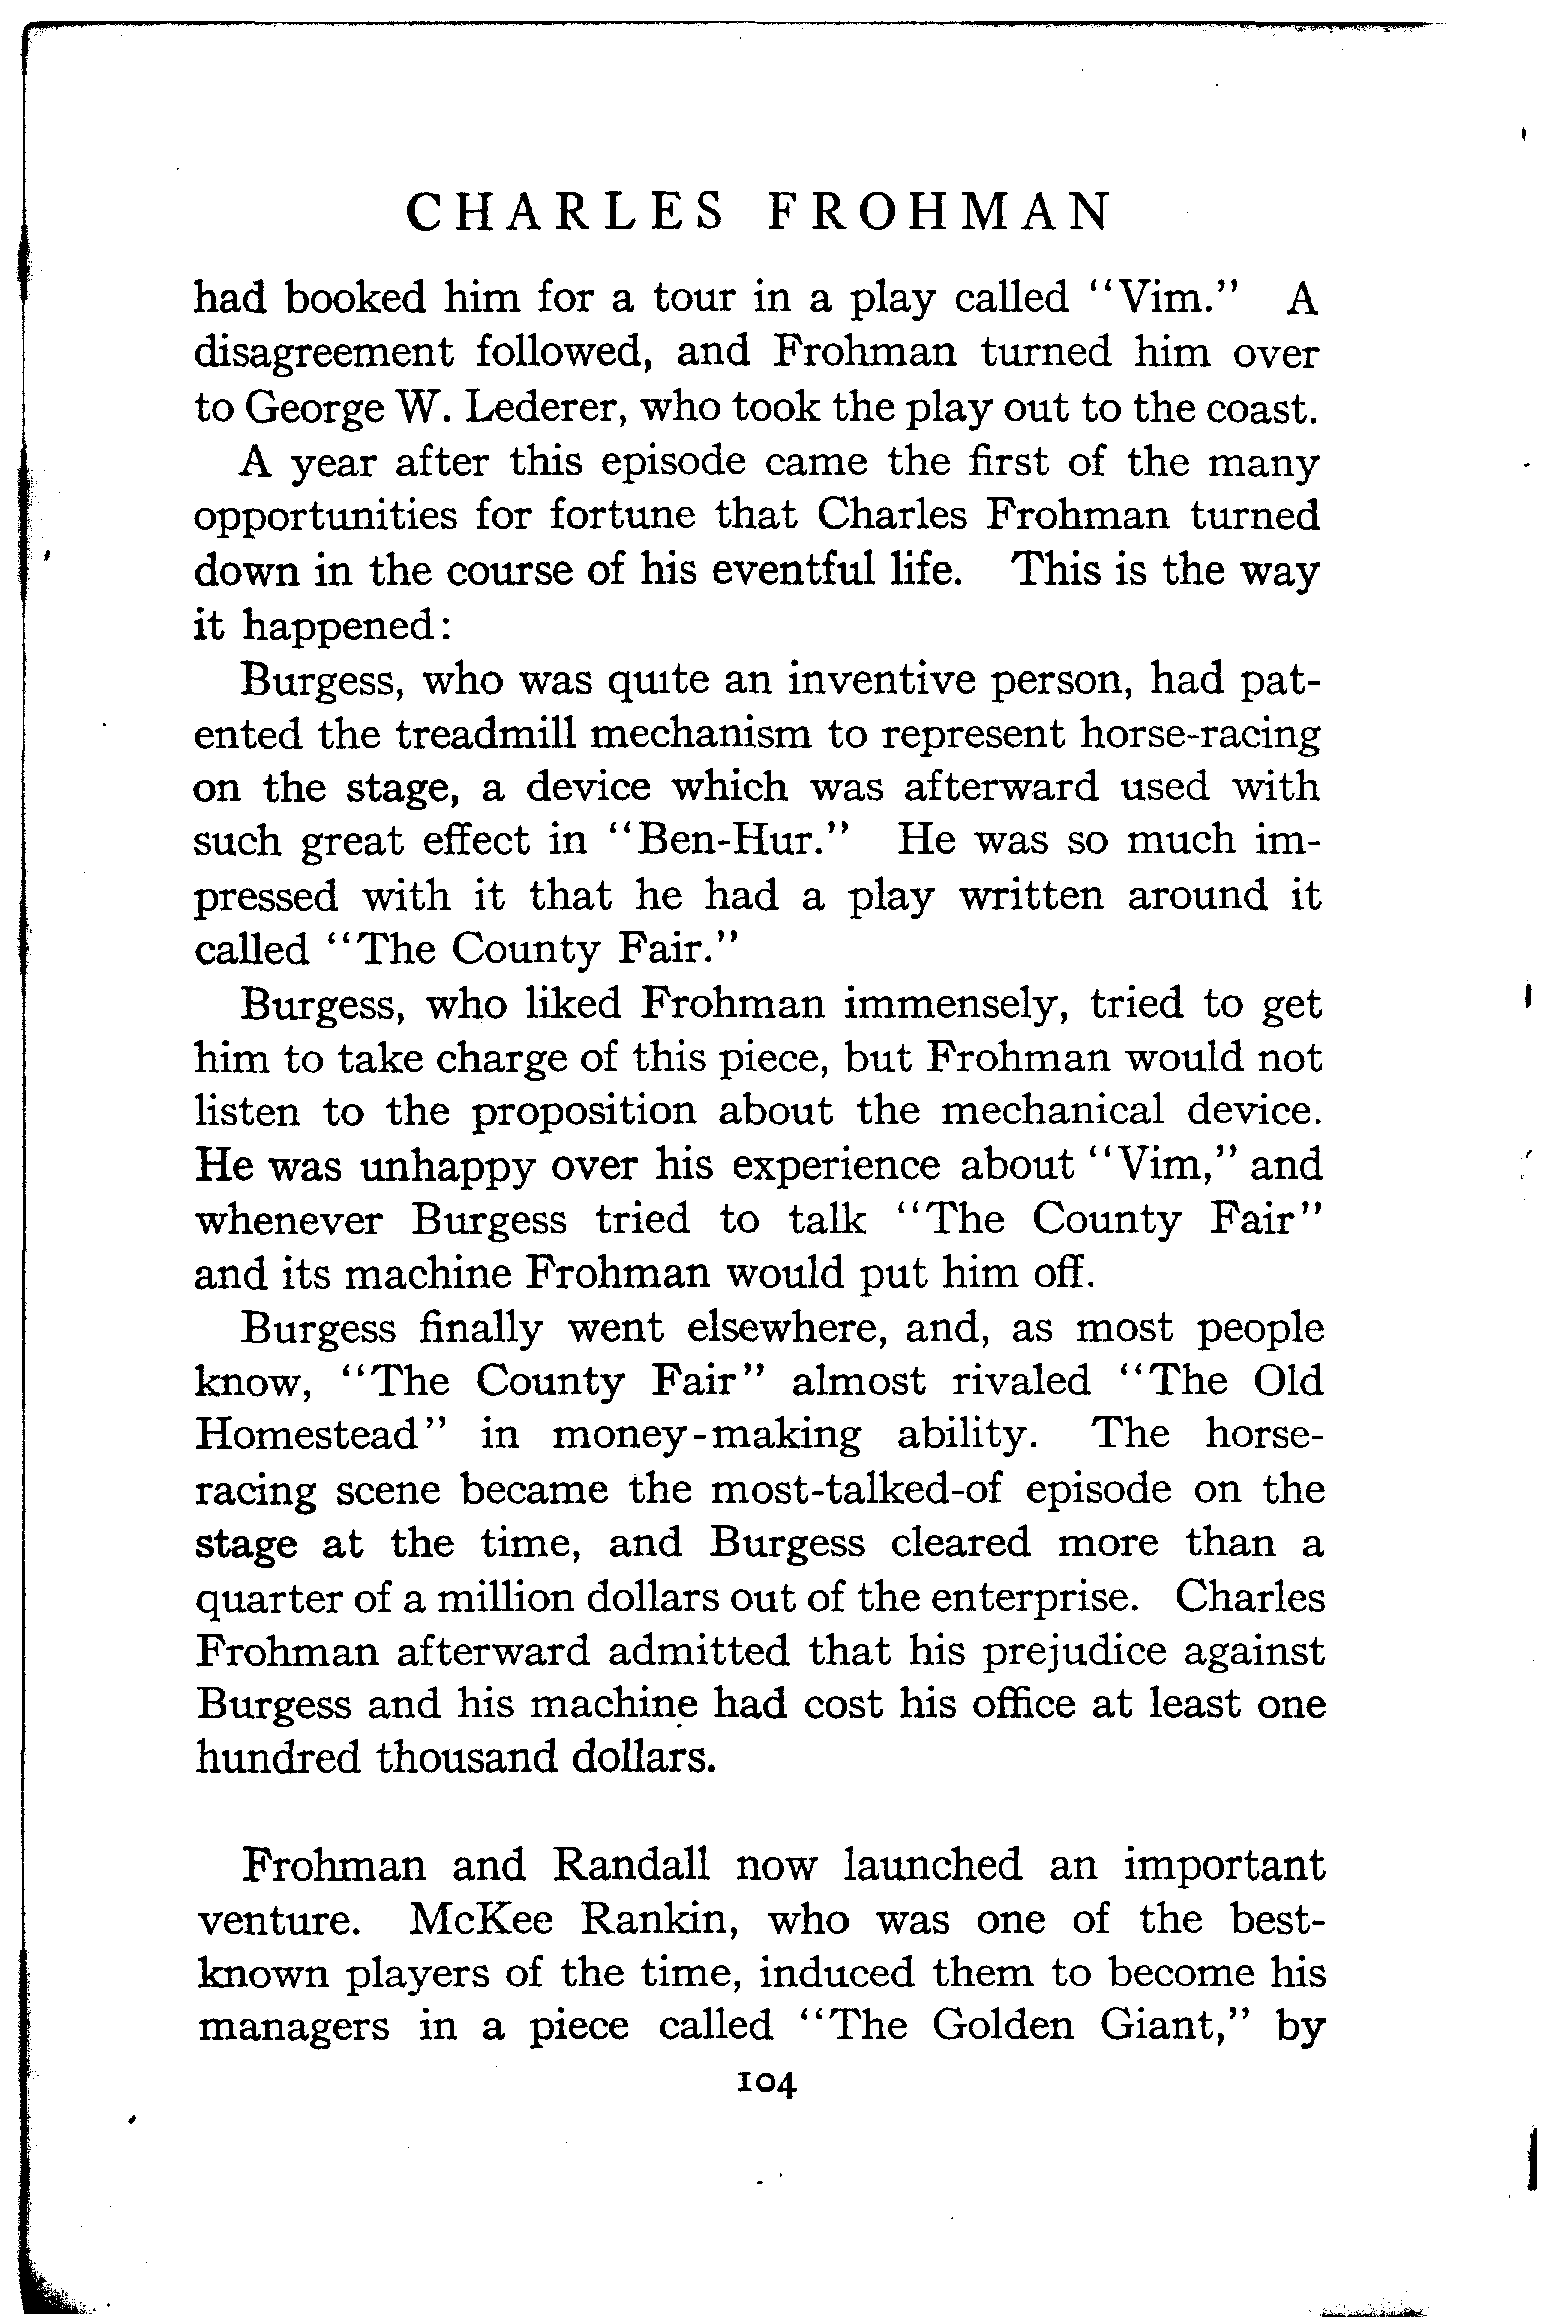 CHARLES FROHMAN
had booked him for a tour in a play called "Vim." A
disagreement followed, and Frohman turned him over
to George W. Lederer, who took the play out to the coast.
A year after this episode came the first of the many
opportunities for fortune that Charles Frohman turned
down in the course of his eventful life. This is the way
it happened:
Burgess, who was quite an inventive person, had pat-
ented the treadmill mechanism to represent horse-racing
on the stage, a device which was afterward used with
such great effect in "Ben-Hur." He was so much im-
pressed with it that he had a play written around it
called "The County Fair."
Burgess, who liked Frohman immensely, tried to get
him to take charge of this piece, but Frohman would not
listen to the proposition about the mechanical device.
He was unhappy over his experience about "Vim," and
whenever Burgess tried to talk "The County Fair"
and its machine Frohman would put him off.
Burgess finally went elsewhere, and, as most people
know, "The County Fair" almost rivaled "The Old
Homestead" in money-making ability. The horse-
racing scene became the most-talked-of episode on the
stage at the time, and Burgess cleared more than a
quarter of a million dollars out of the enterprise. Charles
Frohman afterward admitted that his prejudice against
Burgess and his machine had cost his office at least one
hundred thousand dollars.
Frohman and Randall now launched an important
venture. McKee Rankin, who was one of the best-
known players of the time, induced them to become his
managers in a piece called "The Golden Giant," by
104